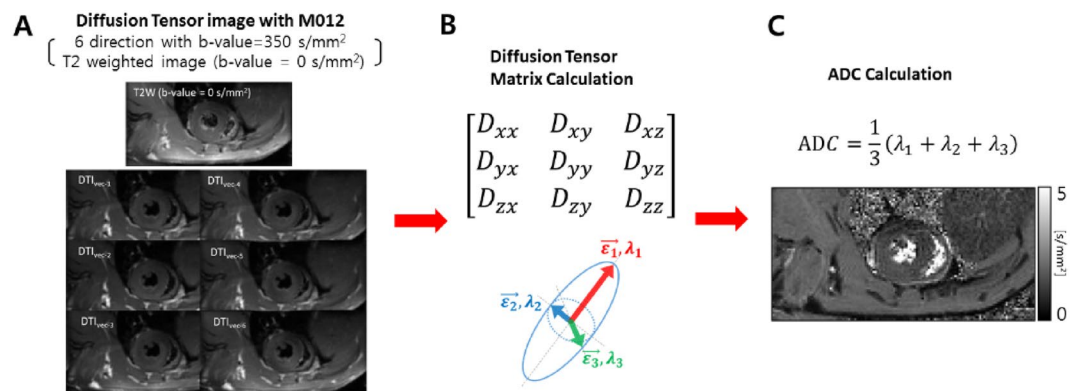 A
Diffusion Tensor image with M012
6 direction with b-value=350 s/mm²
T2 weighted image (b-value = 0 s/mm²)
T2W (b-value = 0 s/mm²)
DTIvec-1
DTIvec-4
DTIvec-2
DTIvec-5
DTIvec-3
DTIvec-6
B
Diffusion Tensor
Matrix Calculation
Dxx Dxy Dxz
Dyx Dyy Dyz
Dzx Dzy Dzz
ε₁, λ₁
ε₂, λ₂
ε₃, λ₃
C
ADC Calculation
ADC = 1/3 (λ₁ + λ₂ + λ₃)
5
[s/mm²]
0